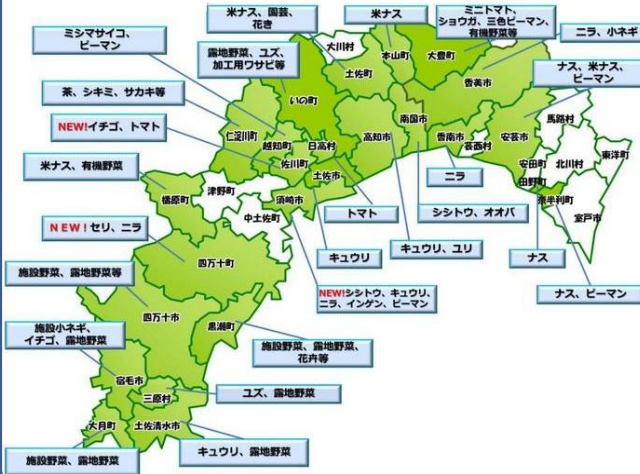 米ナス、園芸、
花き
米ナス
ミニトマト、
ショウガ、三色ピーマン、
有機野菜等
ニラ、小ネギ
ミシマサイコ、
ピーマン
露地野菜、ユズ、
加工用ワサビ等
ナス、米ナス、
ピーマン
茶、シキミ、サカキ等
NEW!イチゴ、トマト
米ナス、有機野菜
NEW!セリ、ニラ
施設野菜、露地野菜等
施設小ネギ、
イチゴ、露地野菜
施設野菜、露地野菜
キュウリ、露地野菜
ユズ、露地野菜
施設野菜、露地野菜、
花卉等
NEW!シシトウ、キュウリ、
ニラ、インゲン、ピーマン
キュウリ
トマト
キュウリ、ユリ
シシトウ、オオバ
ニラ
ナス
ナス、ピーマン
大川村
本山町
大豊町
土佐町
いの町
香美市
南国市
高知市
香南市
芸西村
安芸市
馬路村
安田町
田野町
北川村
東洋町
奈半利町
室戸市
仁淀川町
越知町
日高村
佐川町
土佐市
須崎市
津野町
檮原町
中土佐町
四万十町
四万十市
黒潮町
宿毛市
三原村
大月町
土佐清水市